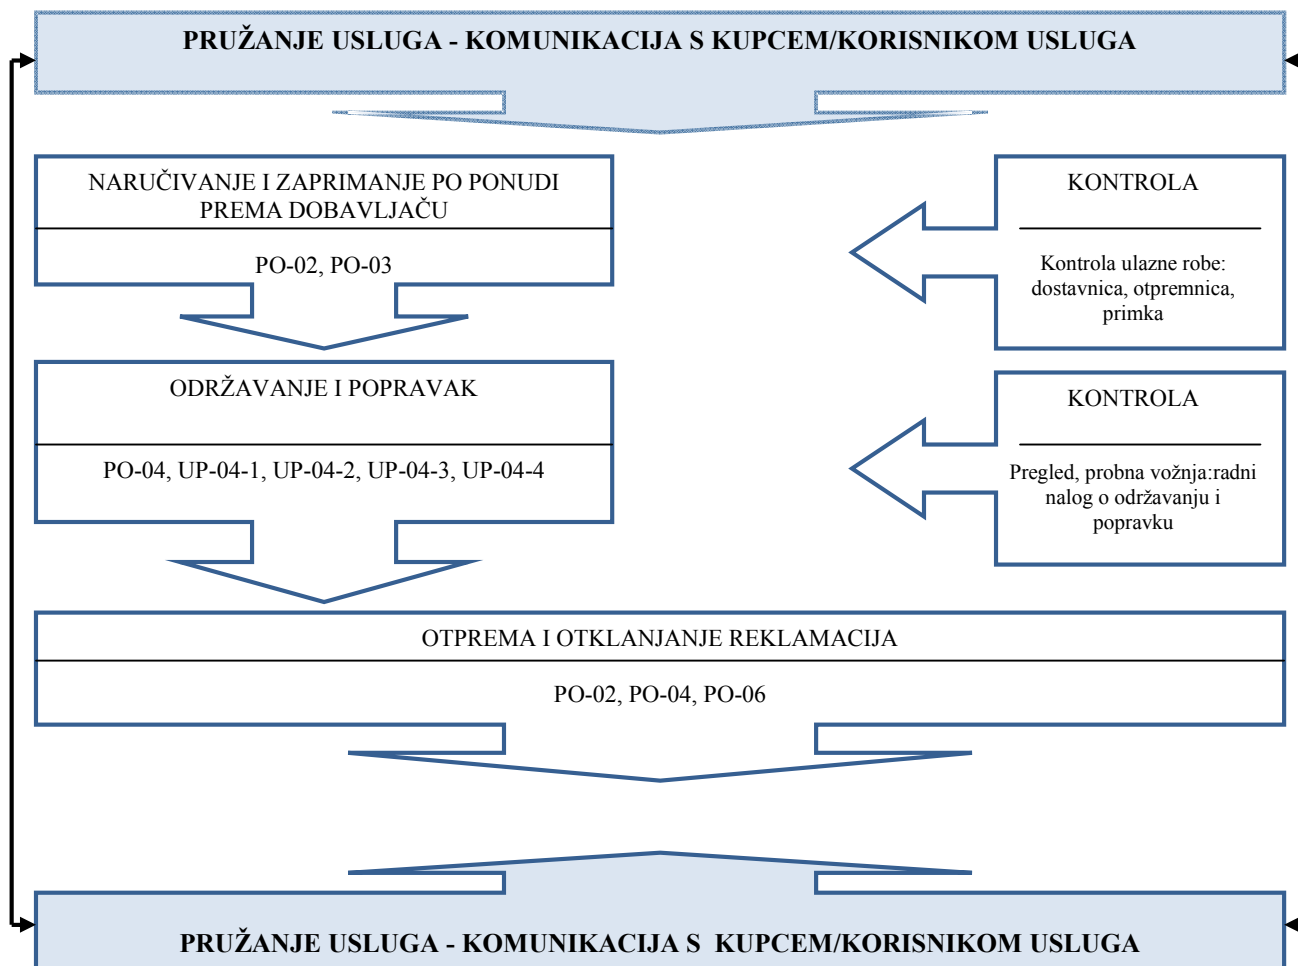 PRUŽANJE USLUGA - KOMUNIKACIJA S KUPCEM/KORISNIKOM USLUGA
NARUČIVANJE I ZAPRIMANJE PO PONUDI
PREMA DOBAVLJAČU
PO-02, PO-03
KONTROLA
Kontrola ulazne robe:
dostavnica, otpremnica,
primka
ODRŽAVANJE I POPRAVAK
PO-04, UP-04-1, UP-04-2, UP-04-3, UP-04-4
KONTROLA
Pregled, probna vožnja:radni
nalog o održavanju i
popravku
OTPREMA I OTKLANJANJE REKLAMACIJA
PO-02, PO-04, PO-06
PRUŽANJE USLUGA - KOMUNIKACIJA S  KUPCEM/KORISNIKOM USLUGA